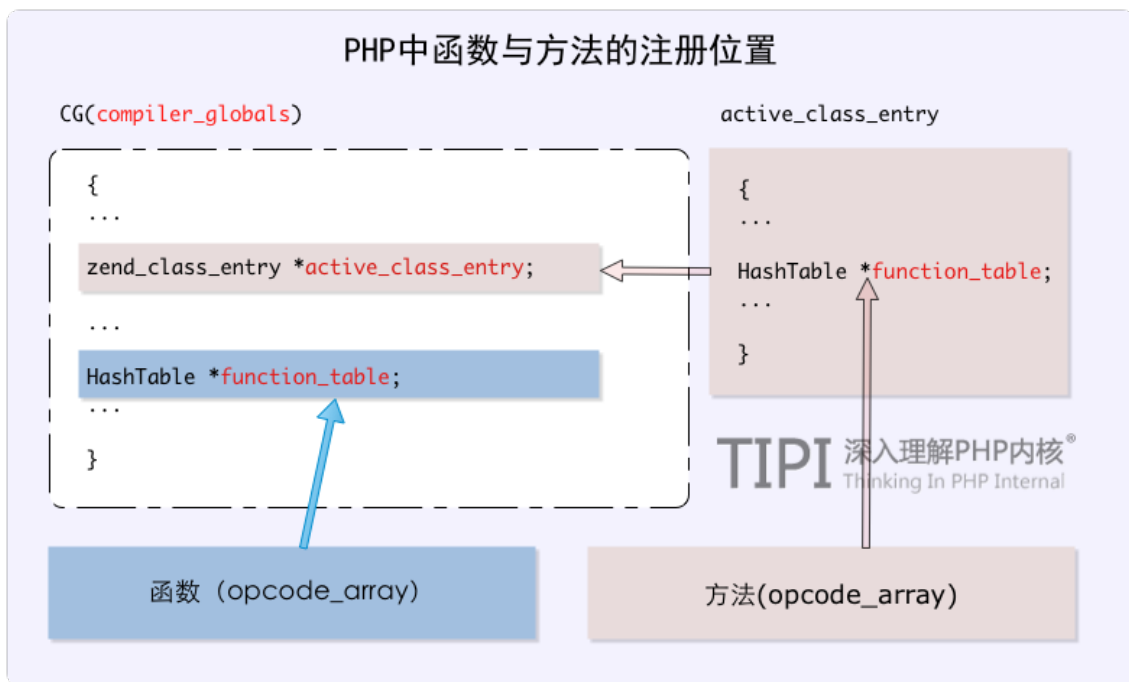 PHP中函数与方法的注册位置
CG(compiler_globals)
{
...
zend_class_entry *active_class_entry;
...
HashTable *function_table;
...
}
active_class_entry
{
...
HashTable *function_table;
...
}
TIPI 深入理解PHP内核®
Thinking In PHP Internal
函数（opcode_array）
方法(opcode_array)